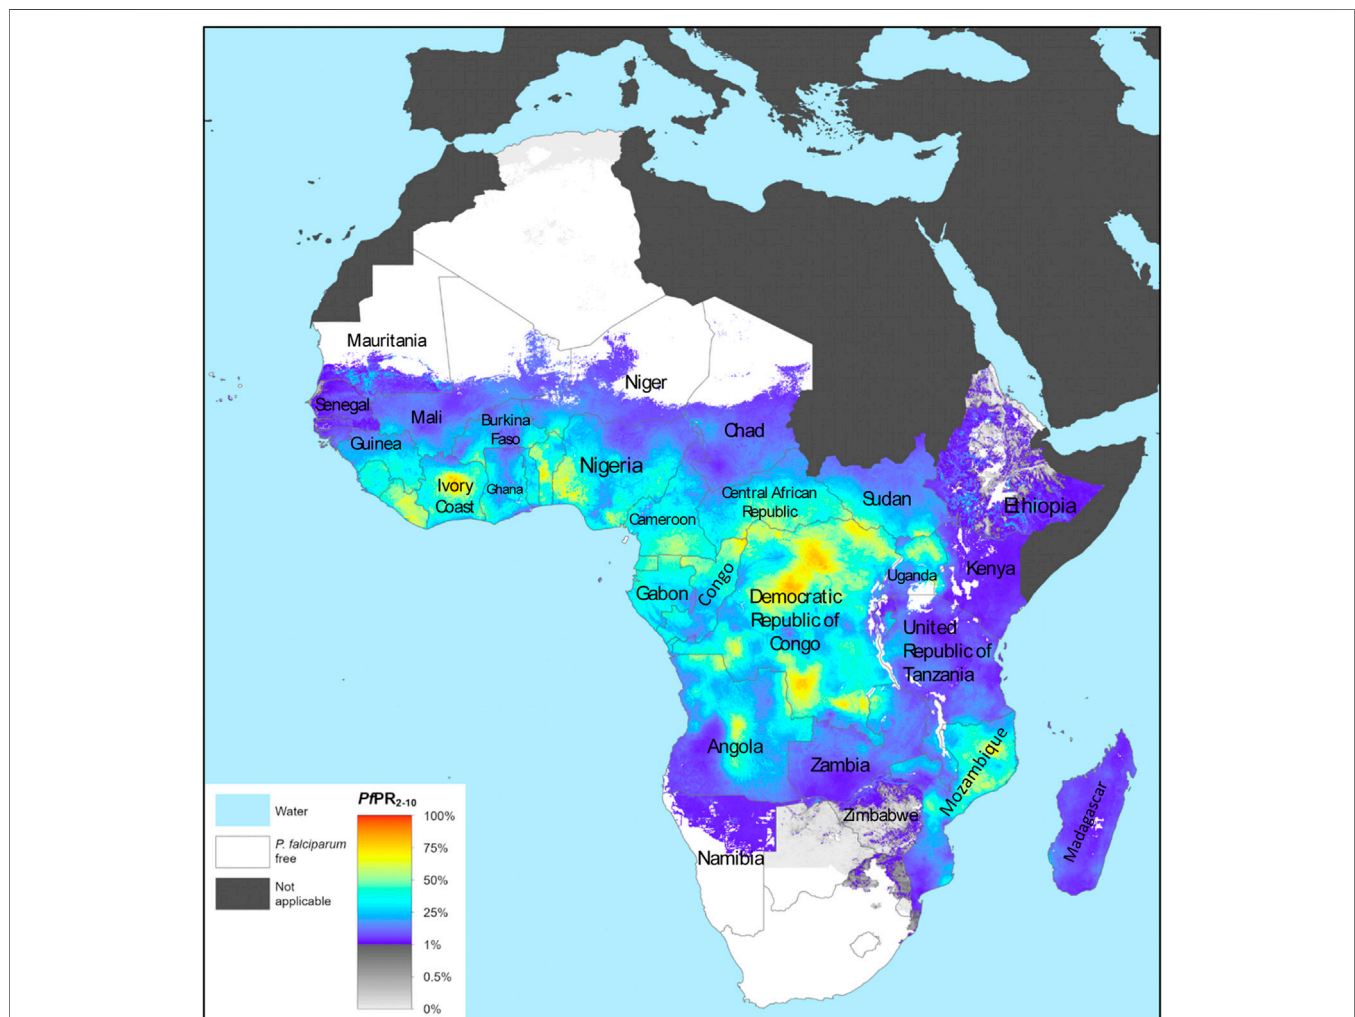 Mauritania
Niger
Senegal
Mali
Burkina
Faso
Chad
Guinea
Nigeria
Ivory
Coast
Ghana
Central African
Republic
Sudan
Ethiopia
Cameroon
Uganda
Kenya
Gabon
Congo
Democratic
Republic of
Congo
United
Republic of
Tanzania
Angola
Zambia
Mozambique
Madagascar
Zimbabwe
Namibia
Water
P. falciparum
free
Not
applicable
PfPR2-10
100%
75%
50%
25%
1%
0.5%
0%